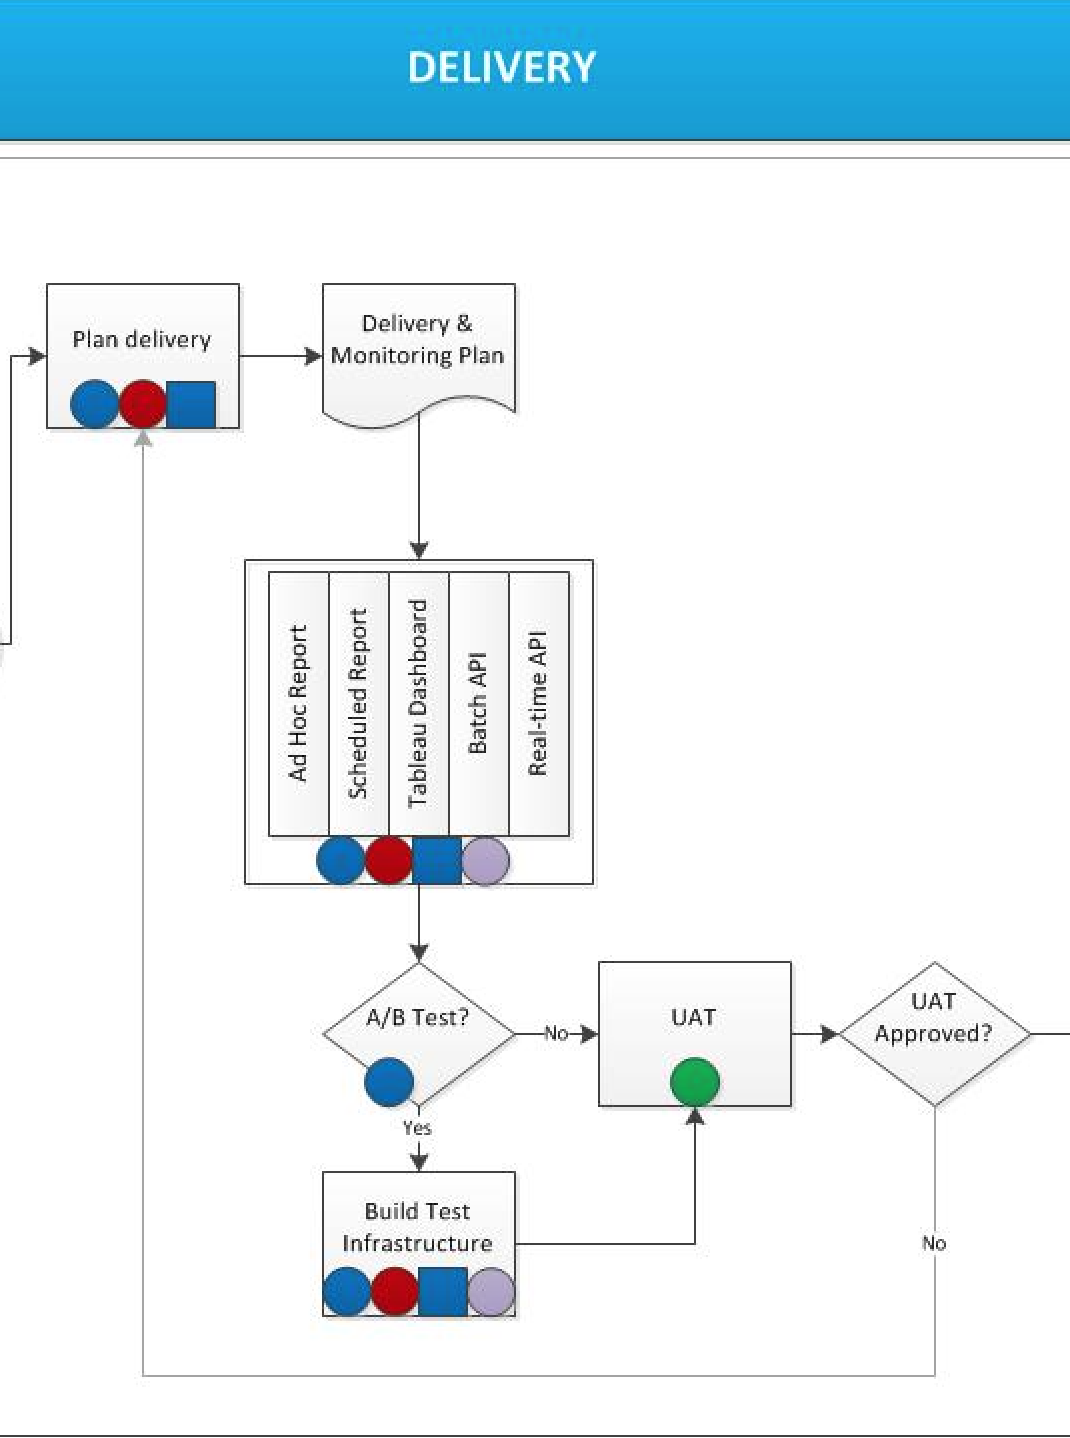 DELIVERY
Plan delivery
Delivery &
Monitoring Plan
Ad Hoc Report
Scheduled Report
Tableau Dashboard
Batch API
Real-time API
A/B Test?
No
UAT
UAT
Approved?
Yes
Build Test
Infrastructure
No